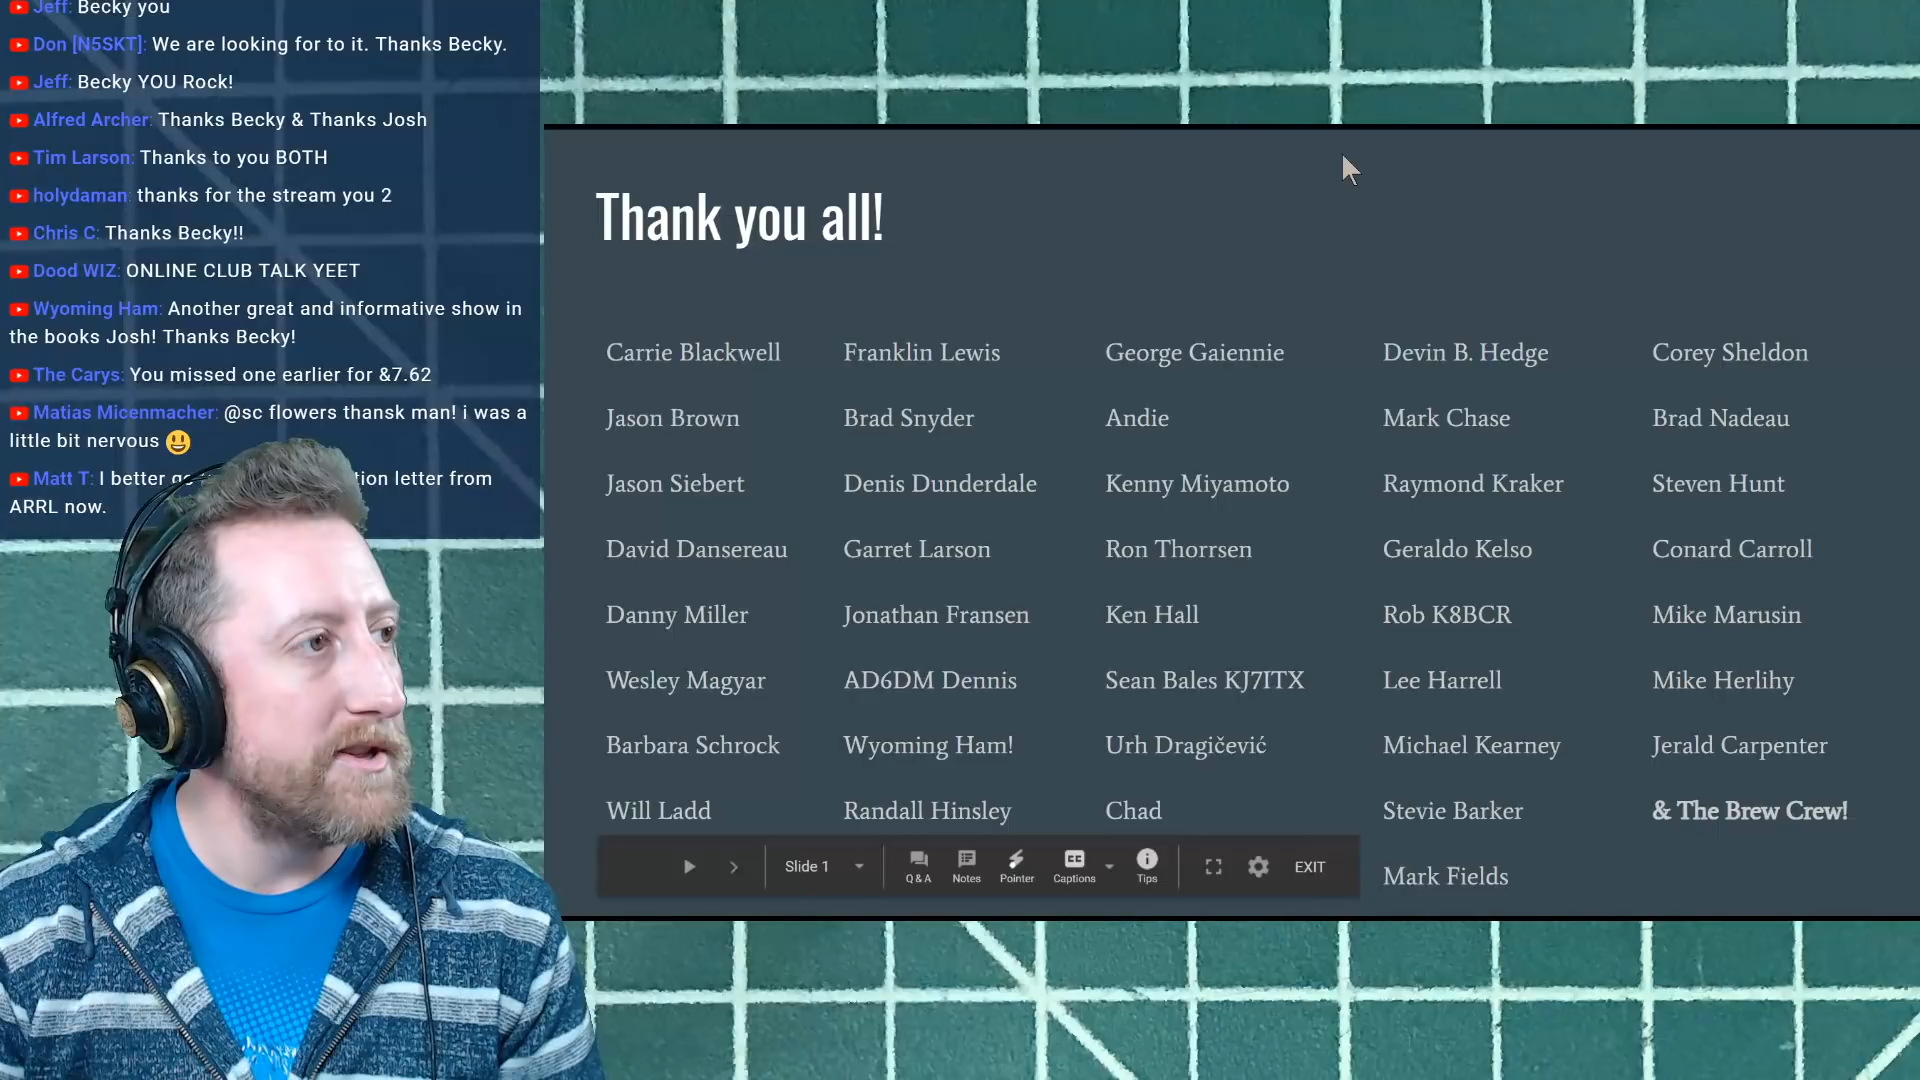 Jeff: Becky you
Don [N5SKT]: We are looking for to it. Thanks Becky.
Jeff: Becky YOU Rock!
Alfred Archer: Thanks Becky & Thanks Josh
Tim Larson: Thanks to you BOTH
holydaman: thanks for the stream you 2
Chris C: Thanks Becky!!
Dood WIZ: ONLINE CLUB TALK YEET
Wyoming Ham: Another great and informative show in
the books Josh! Thanks Becky!
The Carys: You missed one earlier for &7.62
Matias Micenmacher: @sc flowers thansk man! i was a
little bit nervous 😃
Matt T: I better letter from
ARRL now.
Thank you all!
Carrie Blackwell Franklin Lewis George Gaiennie Devin B. Hedge Corey Sheldon
Jason Brown Brad Snyder Andie Mark Chase Brad Nadeau
Jason Siebert Denis Dunderdale Kenny Miyamoto Raymond Kraker Steven Hunt
David Dansereau Garret Larson Ron Thorrsen Geraldo Kelso Conard Carroll
Danny Miller Jonathan Fransen Ken Hall Rob K8BCR Mike Marusin
Wesley Magyar AD6DM Dennis Sean Bales KJ7ITX Lee Harrell Mike Herlihy
Barbara Schrock Wyoming Ham! Urh Dragičević Michael Kearney Jerald Carpenter
Will Ladd Randall Hinsley Chad Stevie Barker & The Brew Crew!
Mark Fields
Slide 1 Q & A Notes Pointer CC Captions Tips EXIT